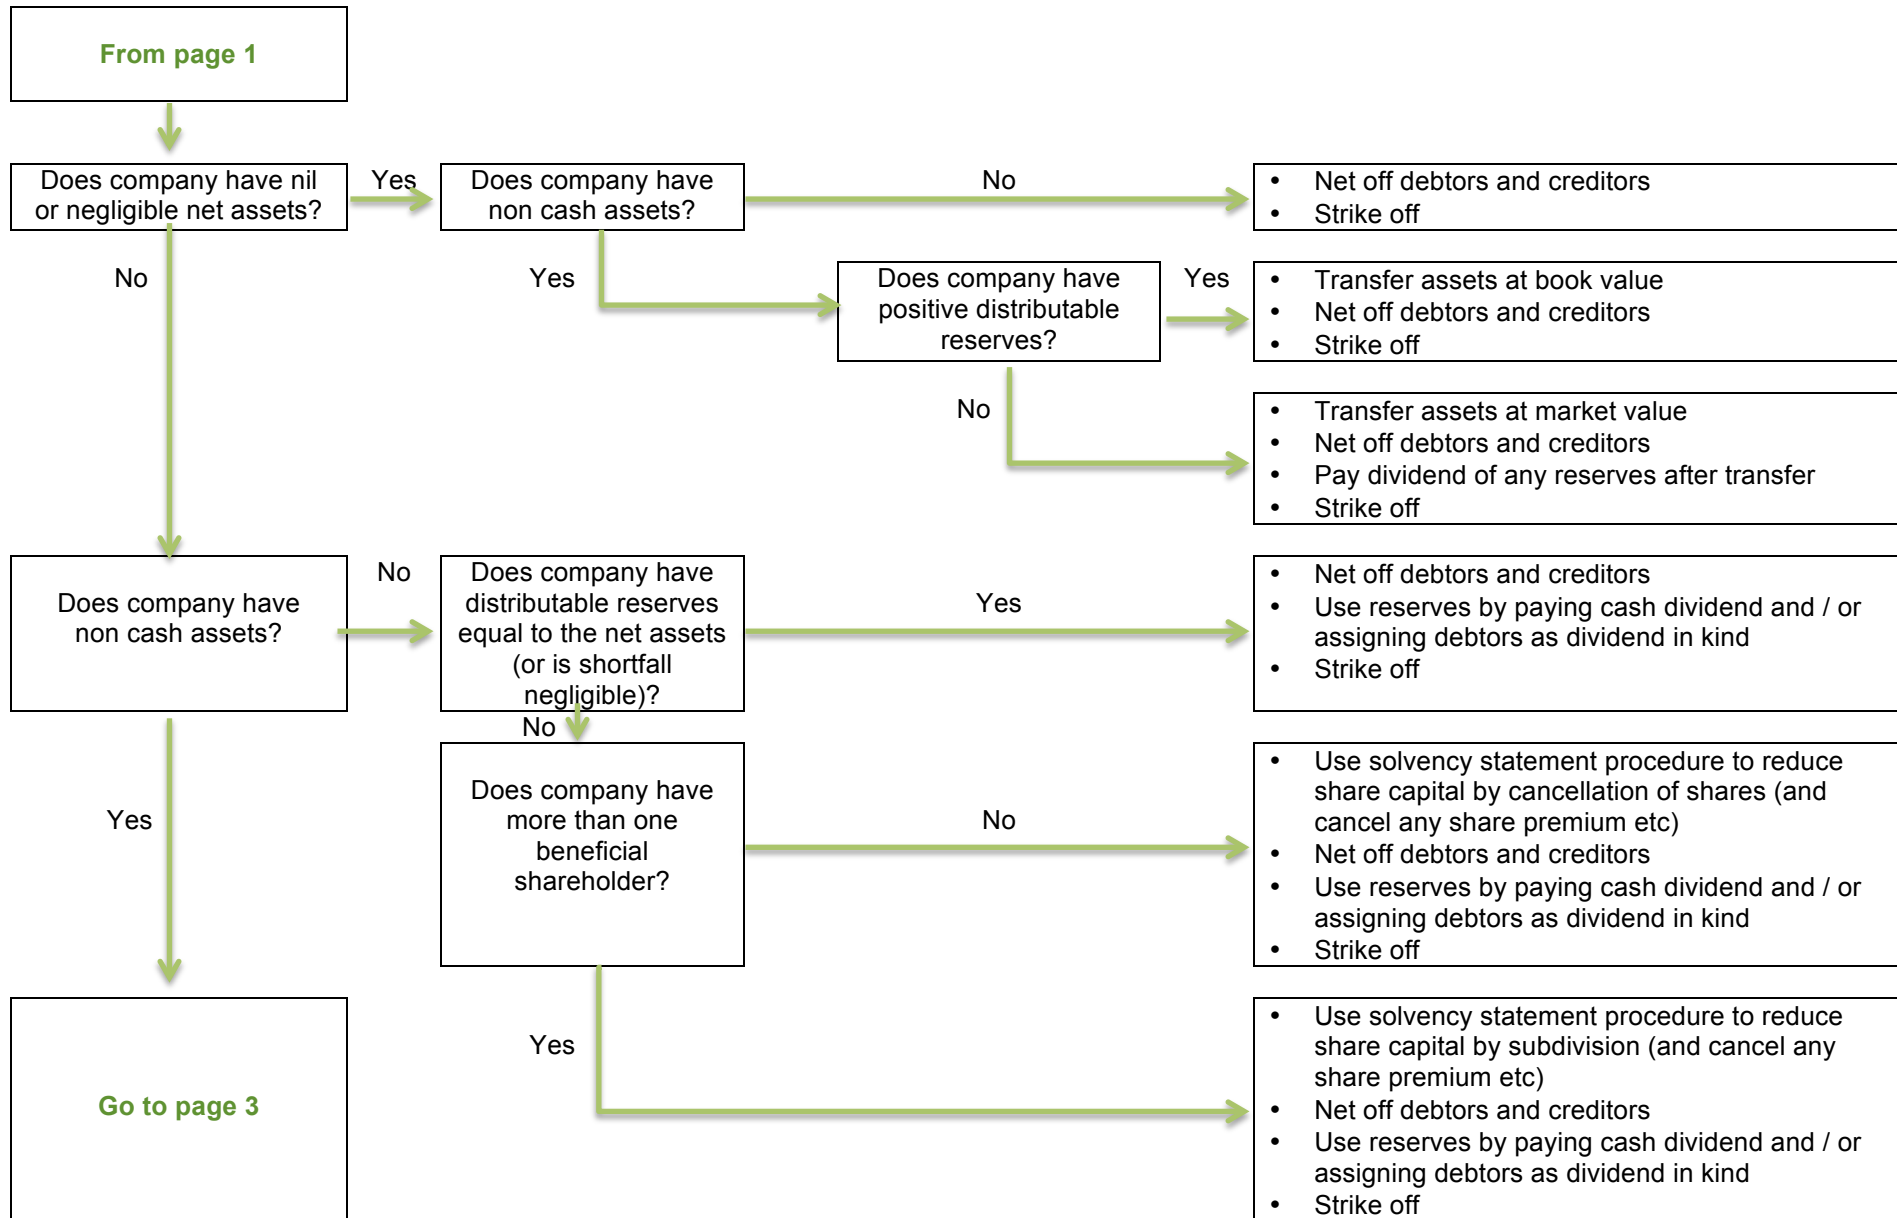 From page 1
Does company have nil
or negligible net assets?
Yes
Does company have
non cash assets?
No
• Net off debtors and creditors
• Strike off
No
Yes
Does company have
positive distributable
reserves?
Yes
• Transfer assets at book value
• Net off debtors and creditors
• Strike off
No
• Transfer assets at market value
• Net off debtors and creditors
• Pay dividend of any reserves after transfer
• Strike off
Does company have
non cash assets?
No
Does company have
distributable reserves
equal to the net assets
(or is shortfall
negligible)?
Yes
• Net off debtors and creditors
• Use reserves by paying cash dividend and / or
assigning debtors as dividend in kind
• Strike off
No
Yes
Does company have
more than one
beneficial
shareholder?
No
• Use solvency statement procedure to reduce
share capital by cancellation of shares (and
cancel any share premium etc)
• Net off debtors and creditors
• Use reserves by paying cash dividend and / or
assigning debtors as dividend in kind
• Strike off
Go to page 3
Yes
• Use solvency statement procedure to reduce
share capital by subdivision (and cancel any
share premium etc)
• Net off debtors and creditors
• Use reserves by paying cash dividend and / or
assigning debtors as dividend in kind
• Strike off